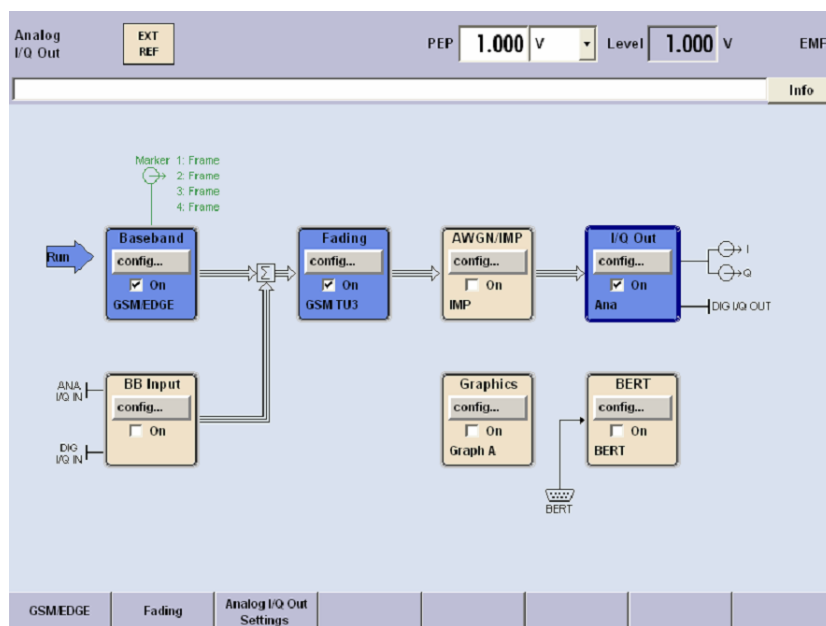 Analog
I/Q Out
EXT
REF
PEP 1.000 V Level 1.000 V EMF
Info
Marker 1: Frame
2: Frame
3: Frame
4: Frame
Run
Baseband
config...
On
GSM/EDGE
Σ
Fading
config...
On
GSM TU3
AWGN/IMP
config...
On
IMP
I/Q Out
config...
On
Ana
I
Q
DIG I/Q OUT
ANA
I/Q IN
DIG
I/Q IN
BB Input
config...
On
Graphics
config...
On
Graph A
BERT
config...
On
BERT
BERT
GSM/EDGE
Fading
Analog I/Q Out
Settings